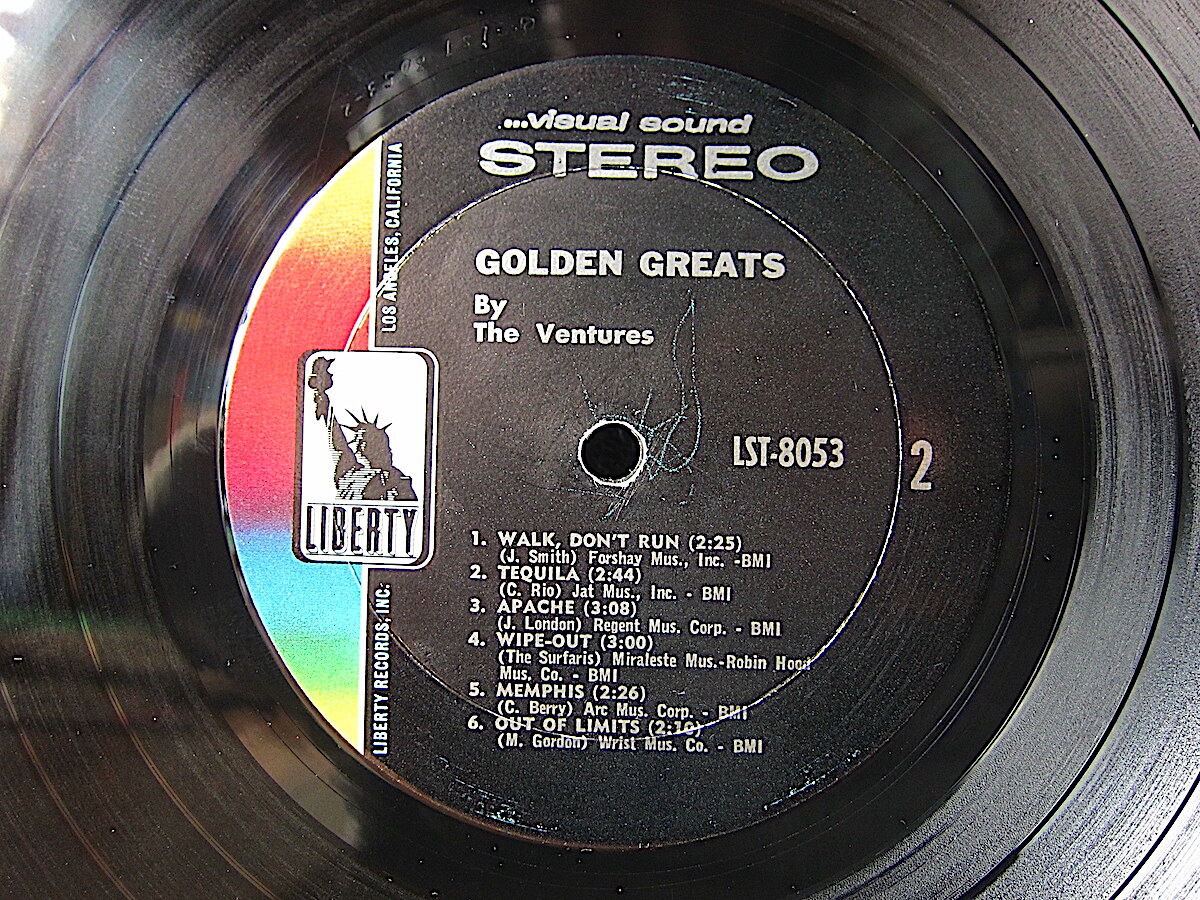 ...visual sound
STEREO
LOS ANGELES, CALIFORNIA
GOLDEN GREATS
By
The Ventures
LIBERTY
LST-8053
2
LIBERTY RECORDS, INC.
1. WALK, DON'T RUN (2:25)
(J. Smith) Forshay Mus., Inc. -BMI
2. TEQUILA (2:44)
(C. Rio) Jat Mus., Inc. - BMI
3. APACHE (3:08)
(J. London) Regent Mus. Corp. - BMI
4. WIPE-OUT (3:00)
(The Surfaris) Miraleste Mus.-Robin Hood
Mus. Co. - BMI
5. MEMPHIS (2:26)
(C. Berry) Arc Mus. Corp. - BMI
6. OUT OF LIMITS (2:10)
(M. Gordon) Wrist Mus. Co. - BMI